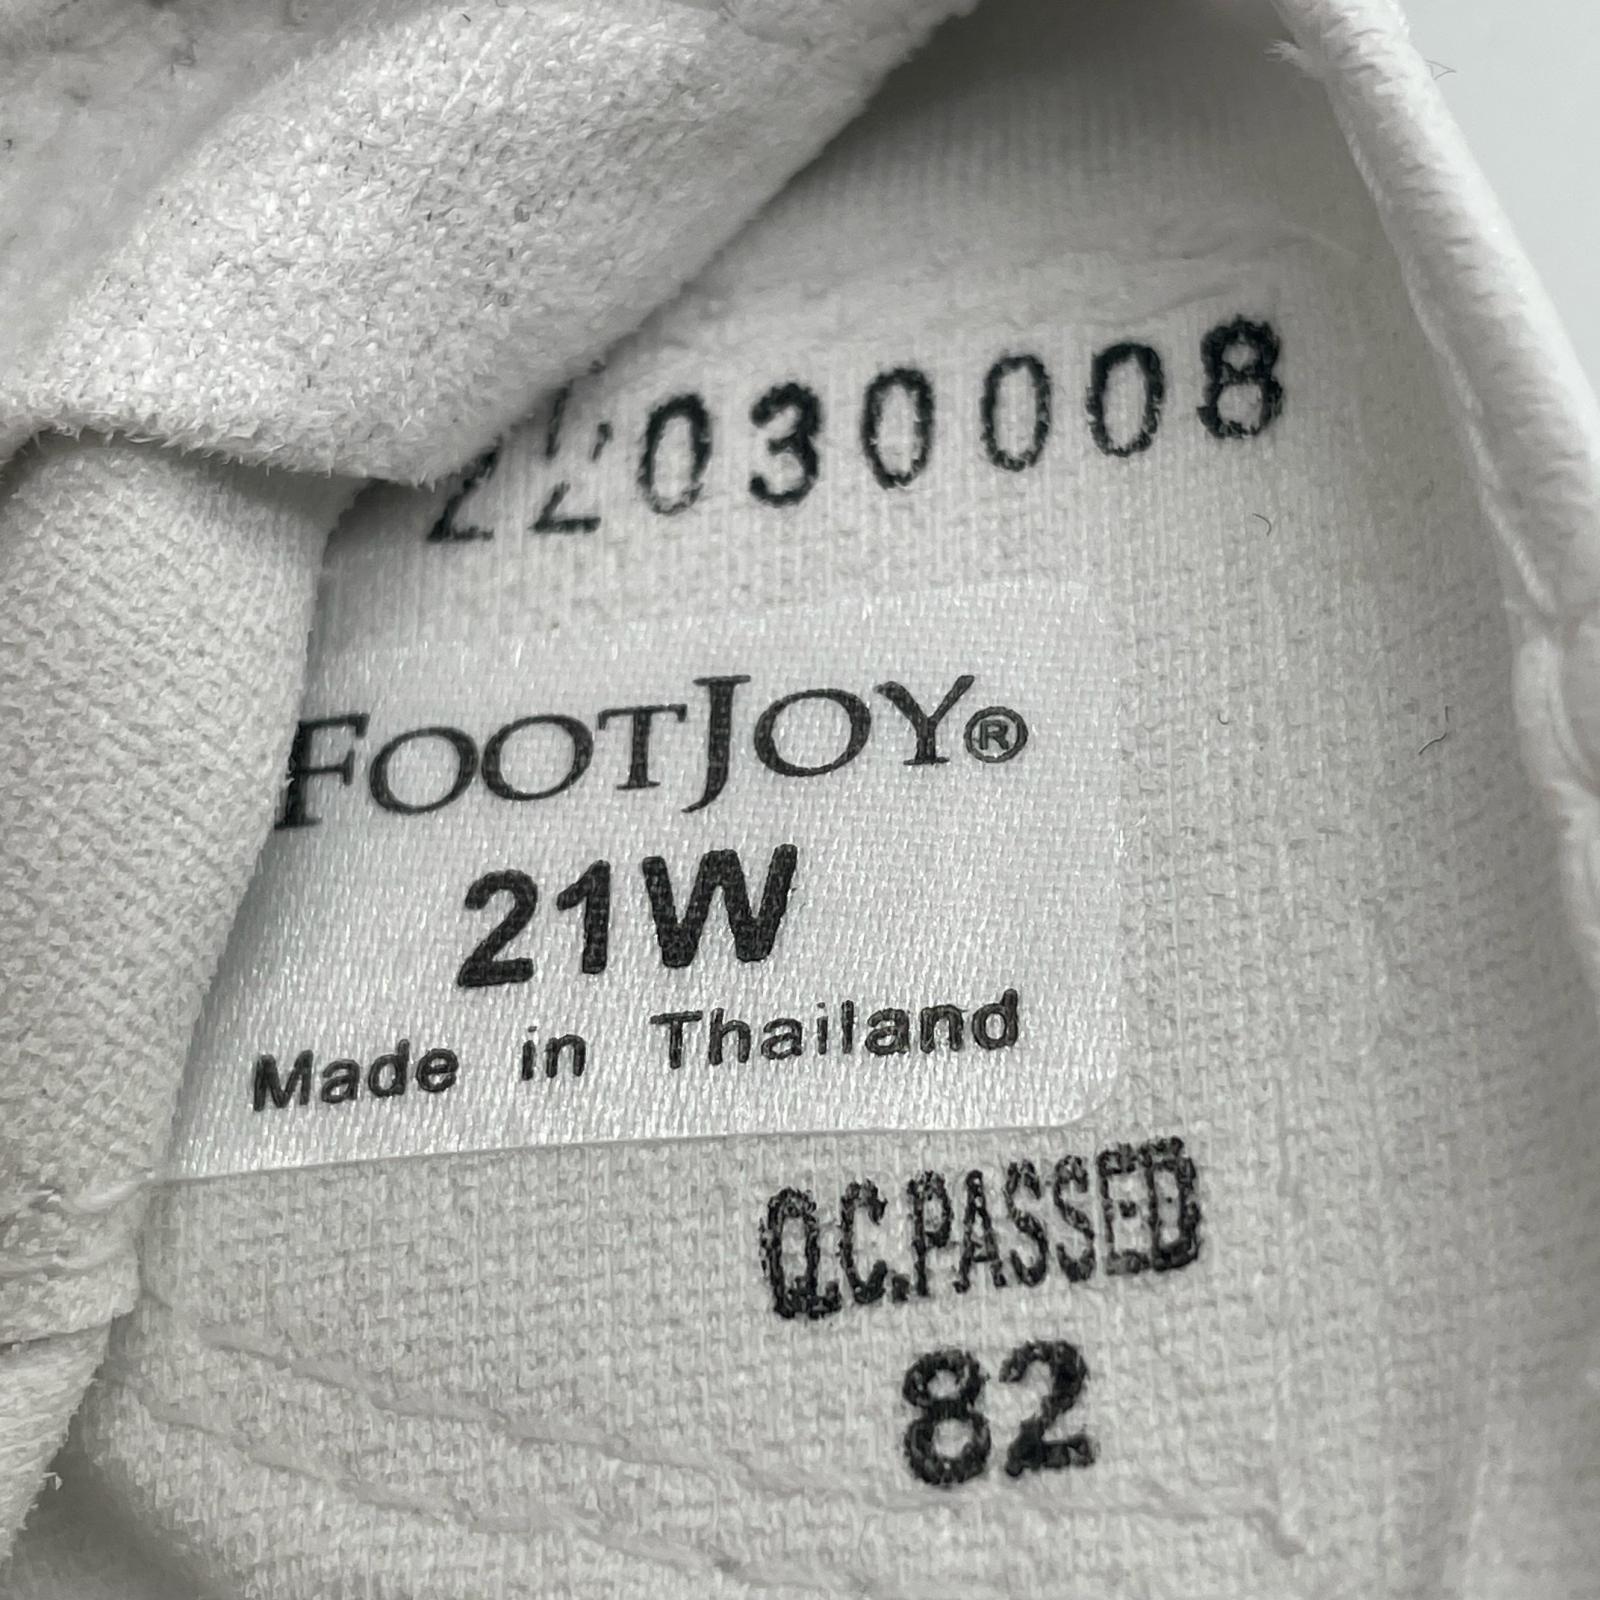 22030008
FOOTJOY®
21W
Made in Thailand
Q.C.PASSED
82